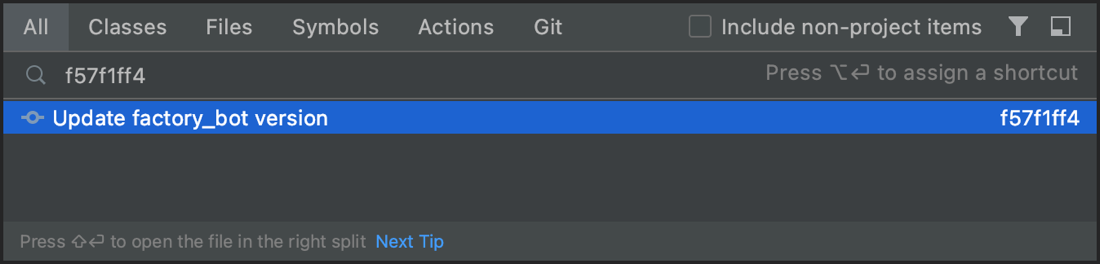 All Classes Files Symbols Actions Git Include non-project items
f57f1ff4 Press ⌥⏎ to assign a shortcut
Update factory_bot version f57f1ff4
Press ⇧⏎ to open the file in the right split Next Tip